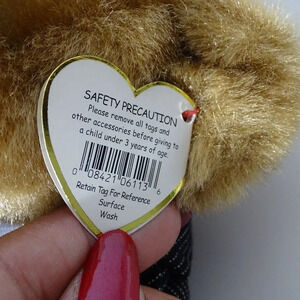 SAFETY PRECAUTION
Please remove all tags and
other accessories before giving to
a child under 3 years of age.
0 08421 06113 6
Retain Tag For Reference
Surface
Wash